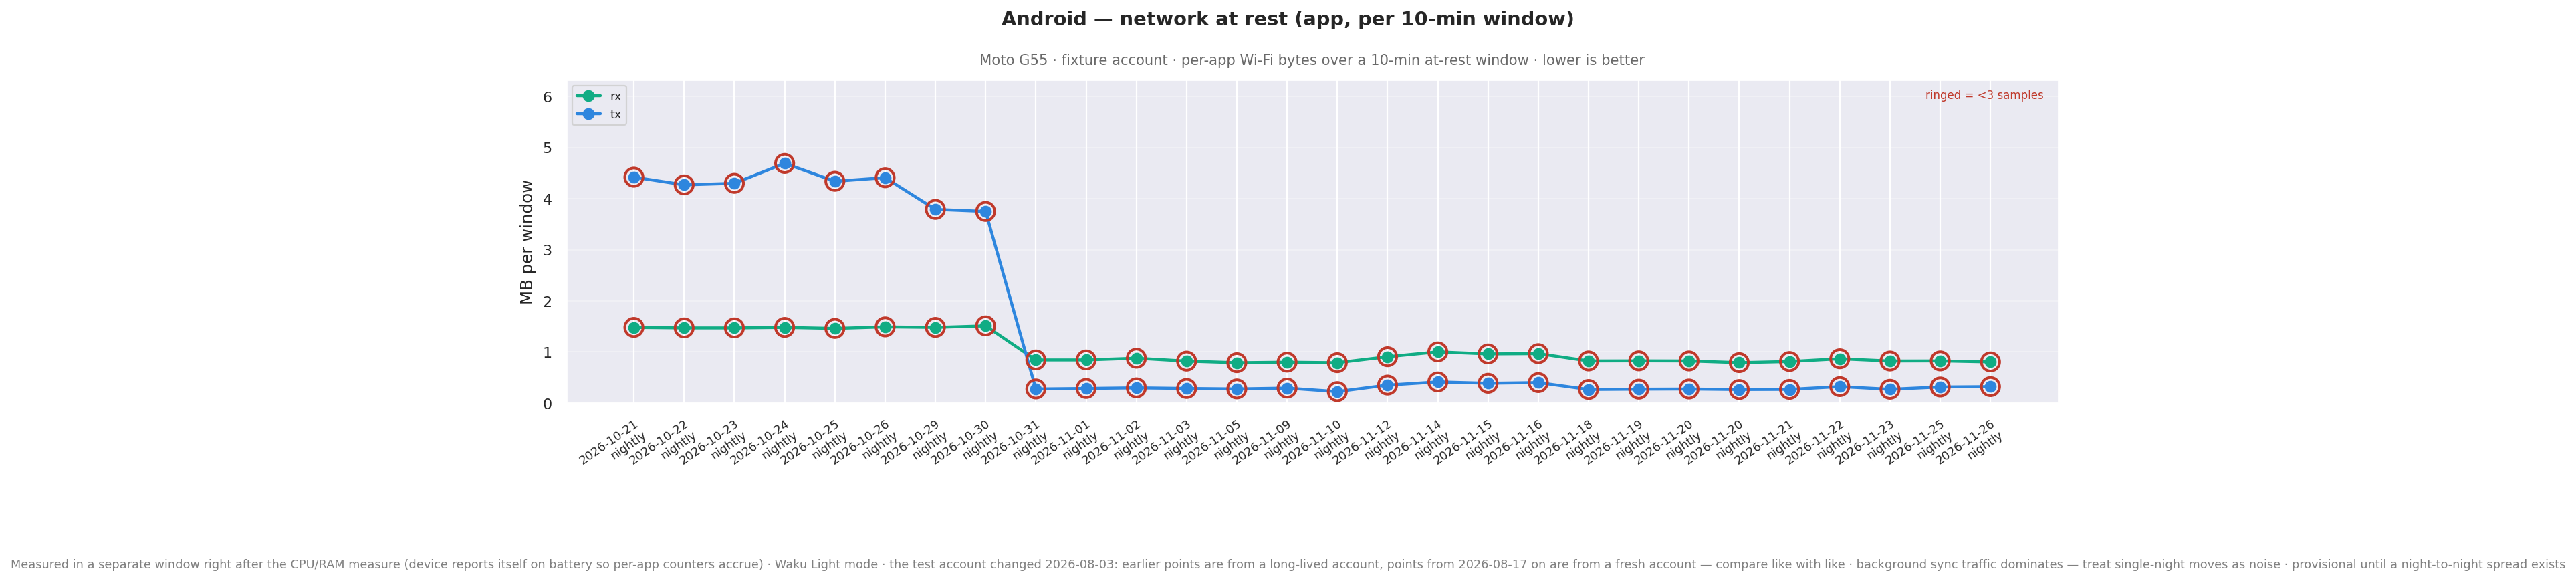 Android — network at rest (app, per 10-min window)
Moto G55 · fixture account · per-app Wi-Fi bytes over a 10-min at-rest window · lower is better
rx
tx
ringed = <3 samples
MB per window
6
5
4
3
2
1
0
2026-10-21
nightly
2026-10-22
nightly
2026-10-23
nightly
2026-10-24
nightly
2026-10-25
nightly
2026-10-26
nightly
2026-10-29
nightly
2026-10-30
nightly
2026-10-31
nightly
2026-11-01
nightly
2026-11-02
nightly
2026-11-03
nightly
2026-11-05
nightly
2026-11-09
nightly
2026-11-10
nightly
2026-11-12
nightly
2026-11-14
nightly
2026-11-15
nightly
2026-11-16
nightly
2026-11-18
nightly
2026-11-19
nightly
2026-11-20
nightly
2026-11-20
nightly
2026-11-21
nightly
2026-11-22
nightly
2026-11-23
nightly
2026-11-25
nightly
2026-11-26
nightly
Measured in a separate window right after the CPU/RAM measure (device reports itself on battery so per-app counters accrue) · Waku Light mode · the test account changed 2026-08-03: earlier points are from a long-lived account, points from 2026-08-17 on are from a fresh account — compare like with like · background sync traffic dominates — treat single-night moves as noise · provisional until a night-to-night spread exists